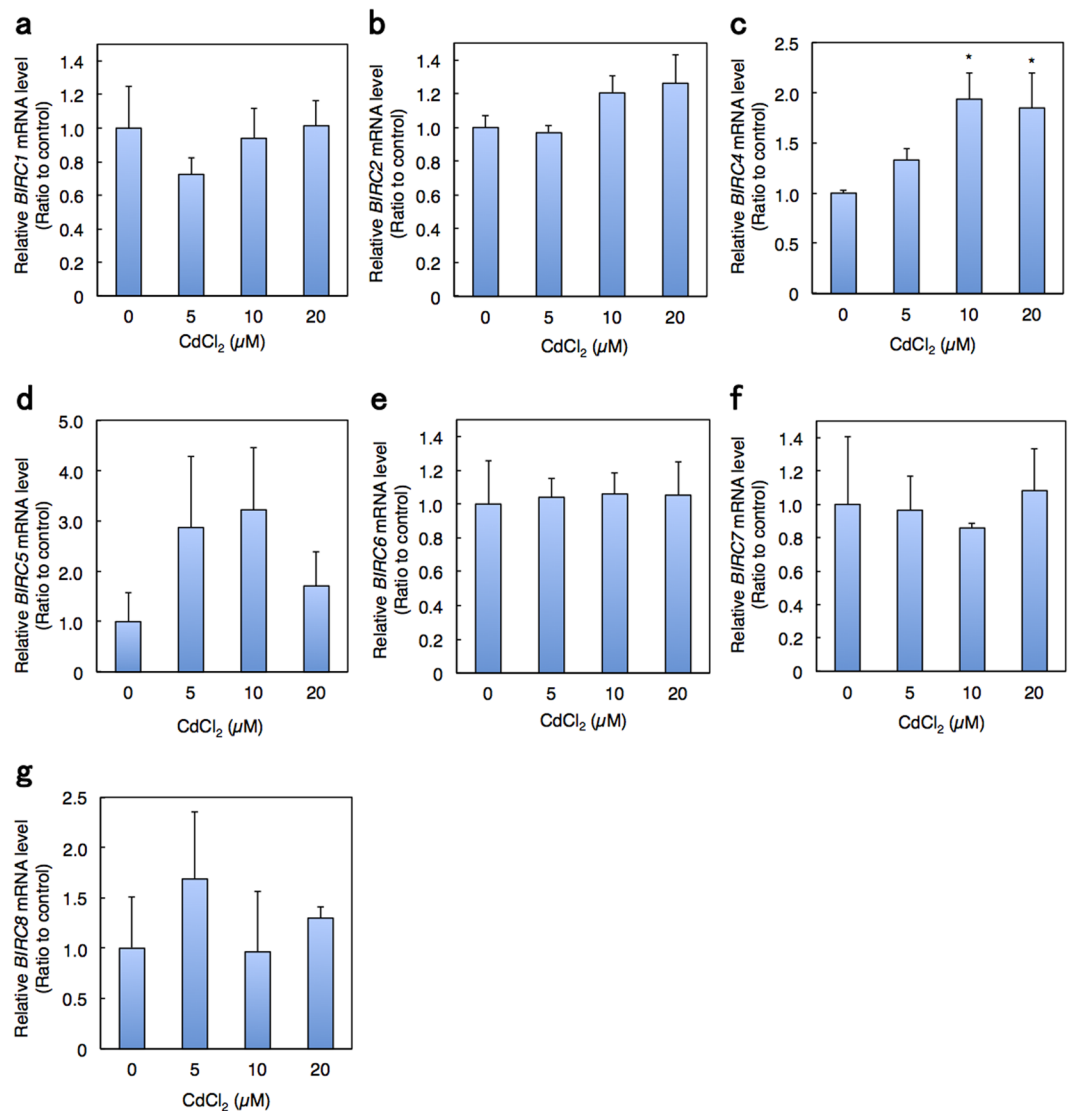 a
Relative BIRC1 mRNA level
(Ratio to control)
1.4
1.2
1.0
0.8
0.6
0.4
0.2
0
0 5 10 20
CdCl₂ (µM)
b
Relative BIRC2 mRNA level
(Ratio to control)
1.4
1.2
1.0
0.8
0.6
0.4
0.2
0
0 5 10 20
CdCl₂ (µM)
c
Relative BIRC4 mRNA level
(Ratio to control)
2.5
2.0
1.5
1.0
0.5
0
* *
0 5 10 20
CdCl₂ (µM)
d
Relative BIRC5 mRNA level
(Ratio to control)
5.0
4.0
3.0
2.0
1.0
0
0 5 10 20
CdCl₂ (µM)
e
Relative BIRC6 mRNA level
(Ratio to control)
1.4
1.2
1.0
0.8
0.6
0.4
0.2
0
0 5 10 20
CdCl₂ (µM)
f
Relative BIRC7 mRNA level
(Ratio to control)
1.4
1.2
1.0
0.8
0.6
0.4
0.2
0
0 5 10 20
CdCl₂ (µM)
g
Relative BIRC8 mRNA level
(Ratio to control)
2.5
2.0
1.5
1.0
0.5
0
0 5 10 20
CdCl₂ (µM)